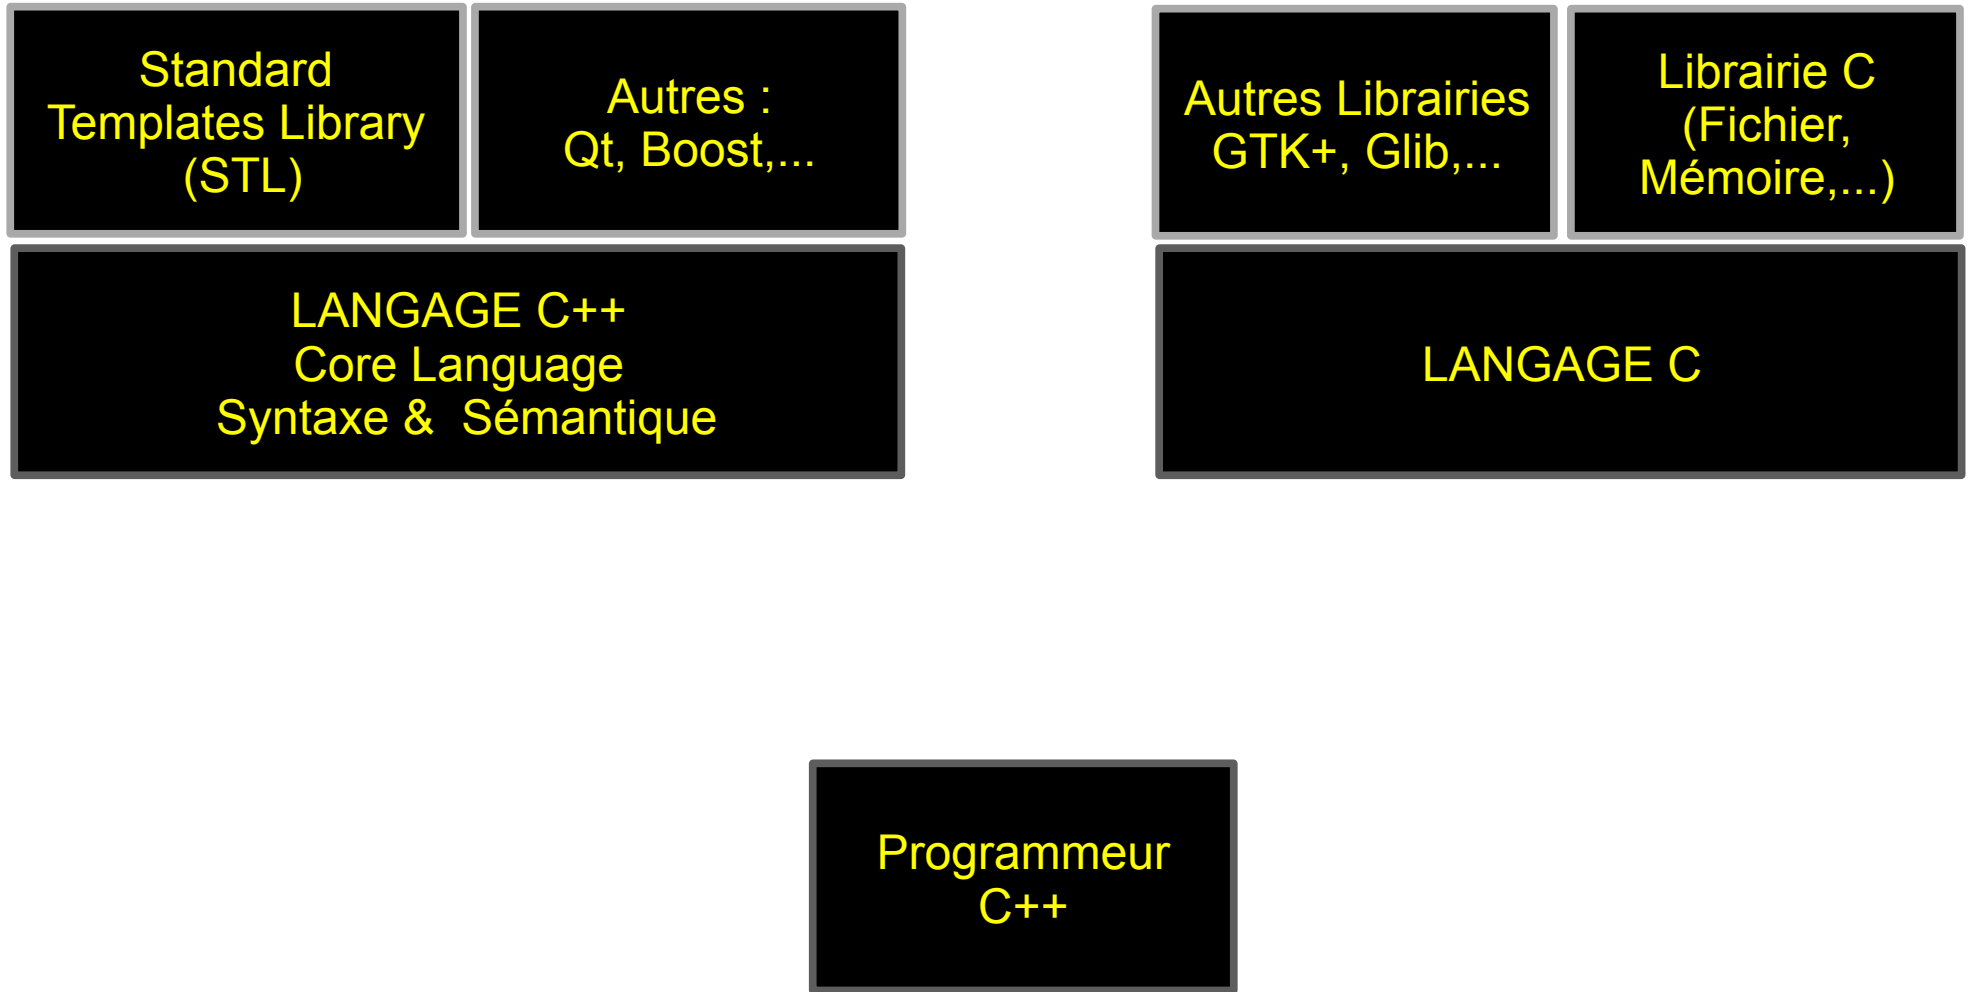 Standard
Templates Library
(STL)
Autres :
Qt, Boost,...
Autres Librairies
GTK+, Glib,...
Librairie C
(Fichier,
Mémoire,...)
LANGAGE C++
Core Language
Syntaxe &  Sémantique
LANGAGE C
Programmeur
C++